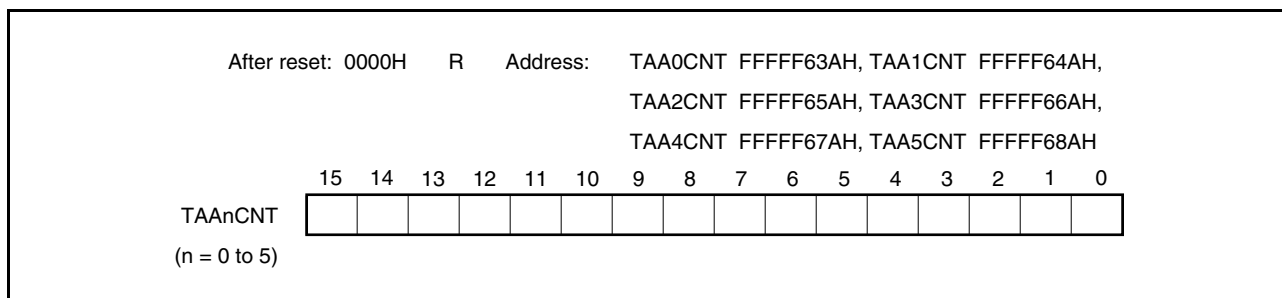 After reset: 0000H R Address: TAA0CNT FFFFF63AH, TAA1CNT FFFFF64AH,
TAA2CNT FFFFF65AH, TAA3CNT FFFFF66AH,
TAA4CNT FFFFF67AH, TAA5CNT FFFFF68AH
15 14 13 12 11 10 9 8 7 6 5 4 3 2 1 0
TAAnCNT
(n = 0 to 5)